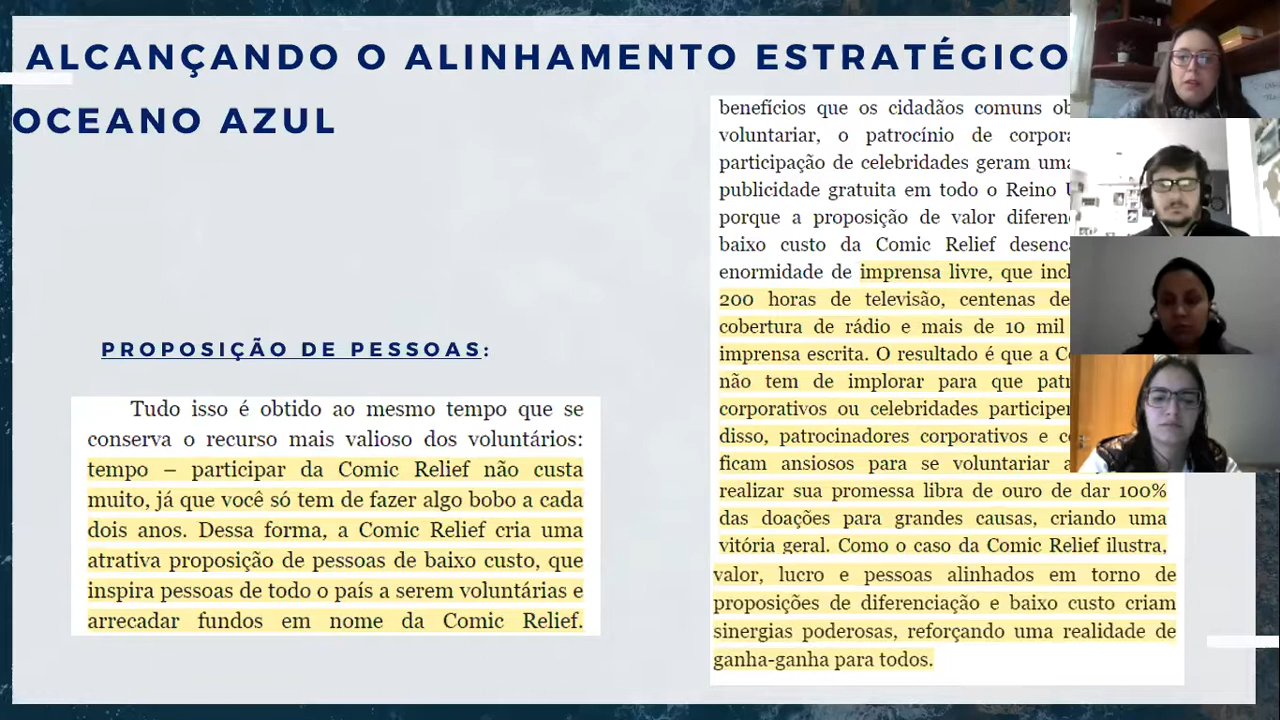 ALCANÇANDO O ALINHAMENTO ESTRATÉGICO
OCEANO AZUL
PROPOSIÇÃO DE PESSOAS:
Tudo isso é obtido ao mesmo tempo que se
conserva o recurso mais valioso dos voluntários:
tempo – participar da Comic Relief não custa
muito, já que você só tem de fazer algo bobo a cada
dois anos. Dessa forma, a Comic Relief cria uma
atrativa proposição de pessoas de baixo custo, que
inspira pessoas de todo o país a serem voluntárias e
arrecadar fundos em nome da Comic Relief.
benefícios que os cidadãos comuns
voluntariar, o patrocínio de
participação de celebridades geram uma
publicidade gratuita em todo o Reino
porque a proposição de valor
baixo custo da Comic Relief
enormidade de imprensa livre, que
200 horas de televisão, centenas de
cobertura de rádio e mais de 10 mil
imprensa escrita. O resultado é que a
não tem de implorar para que
corporativos ou celebridades
disso, patrocinadores corporativos e
ficam ansiosos para se voluntariar
realizar sua promessa libra de ouro de dar 100%
das doações para grandes causas, criando uma
vitória geral. Como o caso da Comic Relief ilustra,
valor, lucro e pessoas alinhados em torno de
proposições de diferenciação e baixo custo criam
sinergias poderosas, reforçando uma realidade de
ganha-ganha para todos.